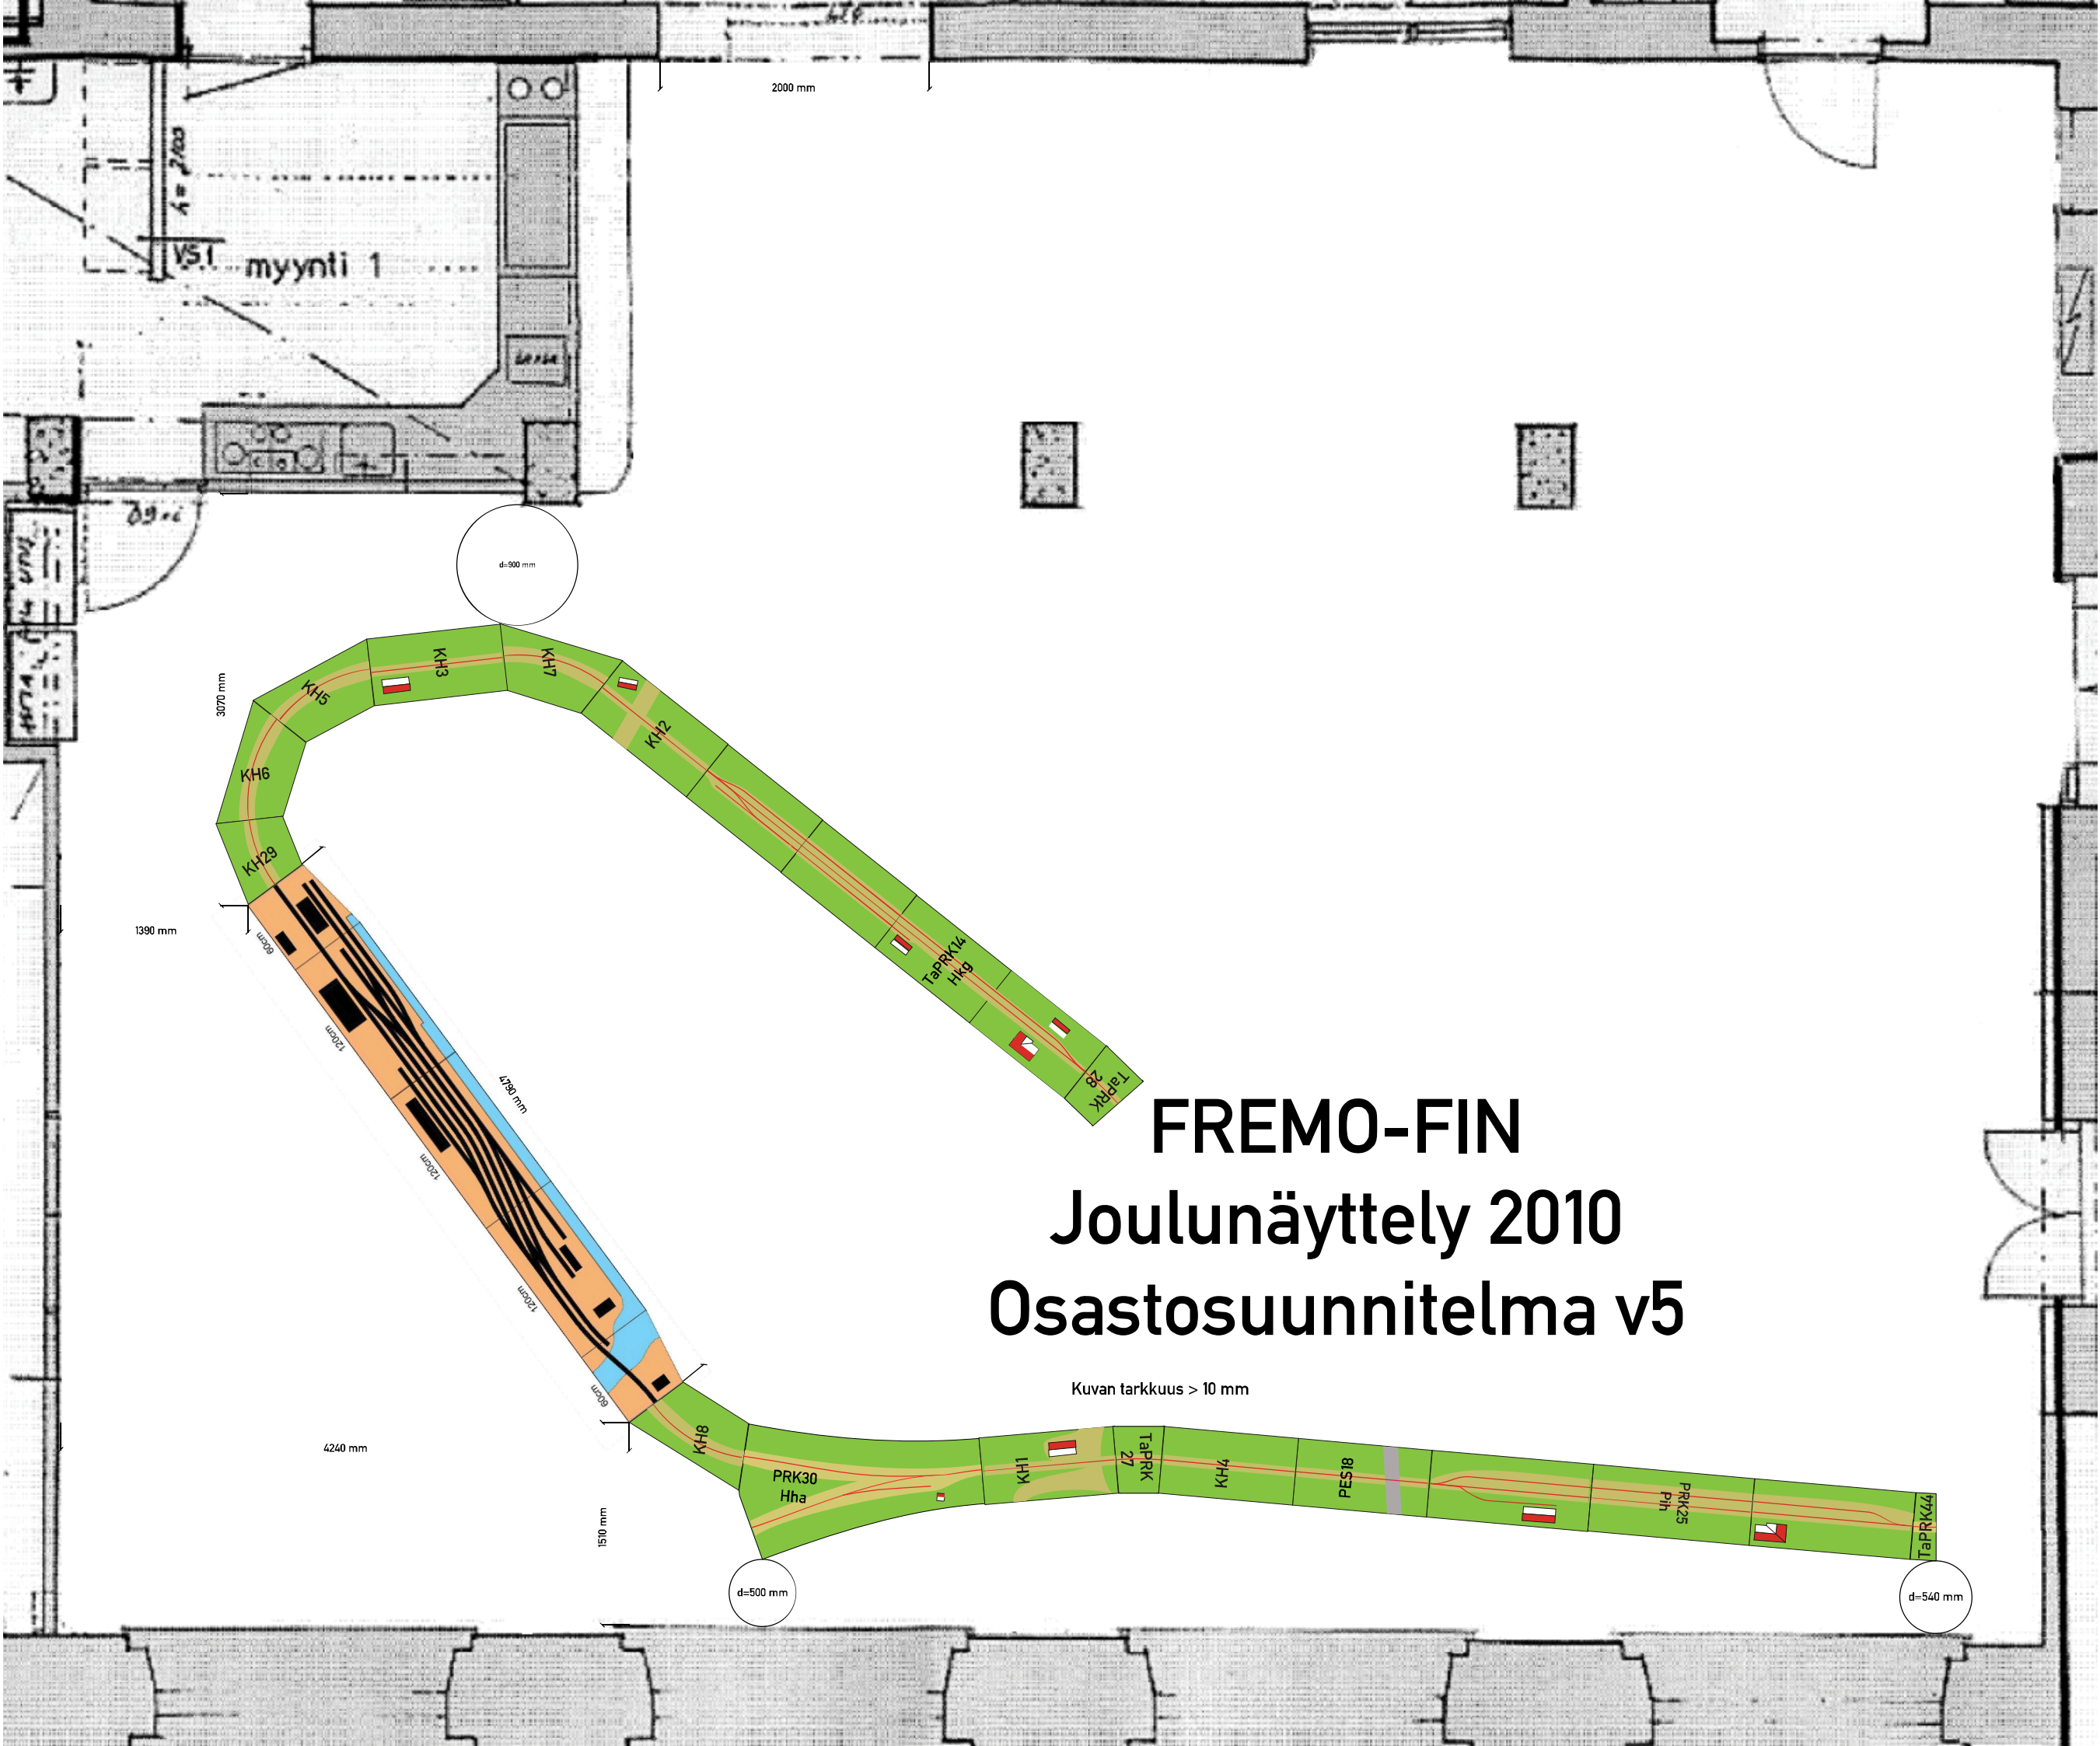 2000 mm
VS1
myynti 1
d=900 mm
KH3
KH7
KH5
3070 mm
KH2
KH6
KH29
1390 mm
60cm
TaPRK14
Hkg
120cm
4790 mm
TaPRK
28
FREMO-FIN
120cm
Joulunäyttely 2010
Osastosuunnitelma v5
120cm
Kuvan tarkkuus > 10 mm
60cm
4240 mm
KH8
PRK30
Hha
KH1
TaPRK
27
KH4
PES18
PRK25
Pih
TaPRK44
1510 mm
d=500 mm
d=540 mm